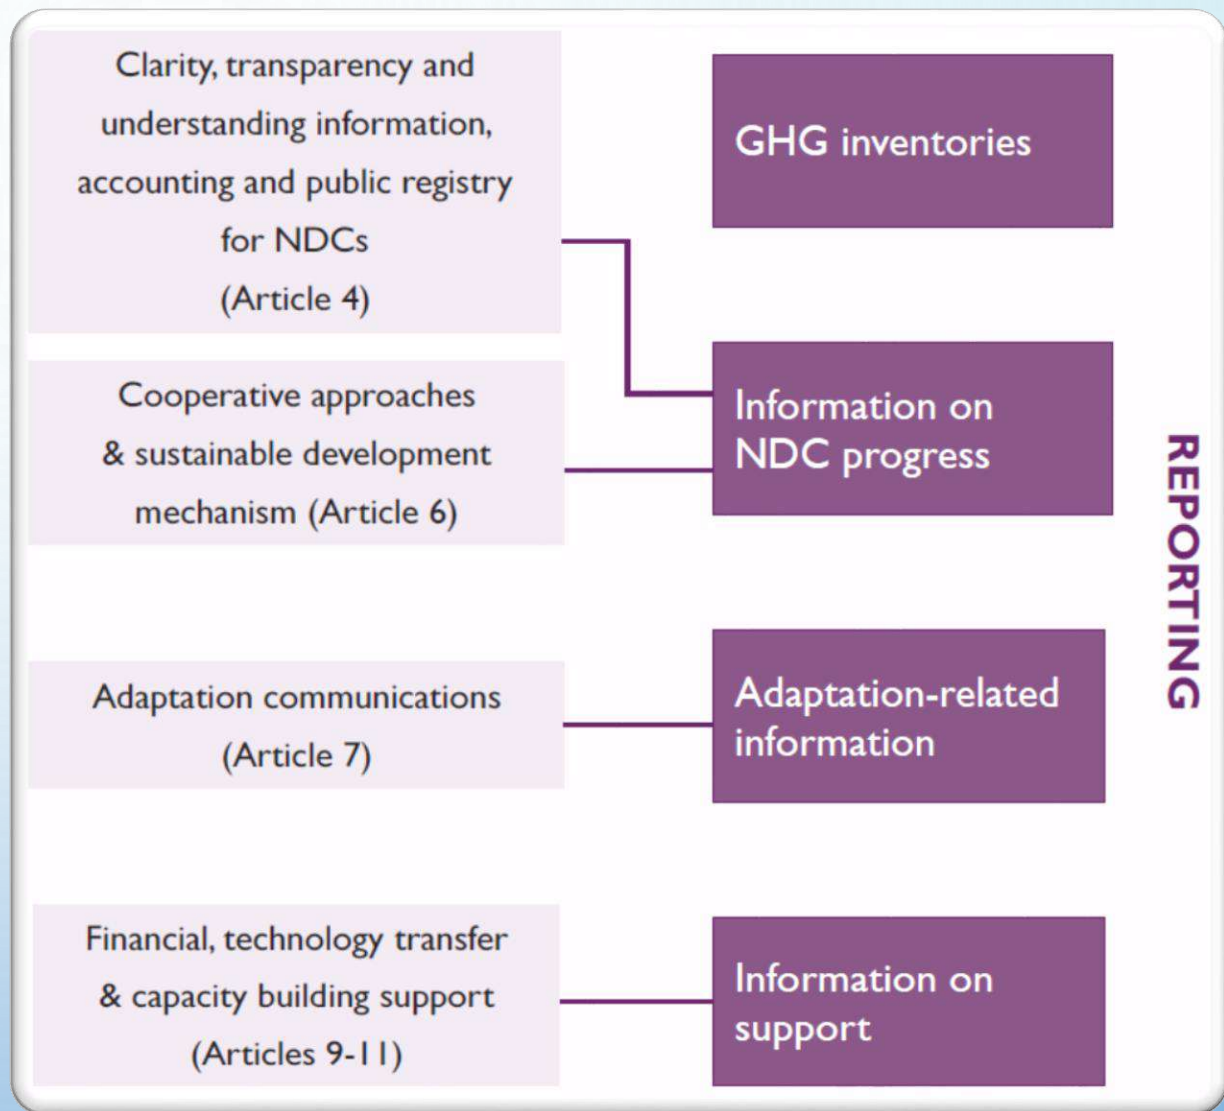 Clarity, transparency and
understanding information,
accounting and public registry
for NDCs
(Article 4)
GHG inventories
Cooperative approaches
& sustainable development
mechanism (Article 6)
Information on
NDC progress
Adaptation communications
(Article 7)
Adaptation-related
information
Financial, technology transfer
& capacity building support
(Articles 9-11)
Information on
support
REPORTING